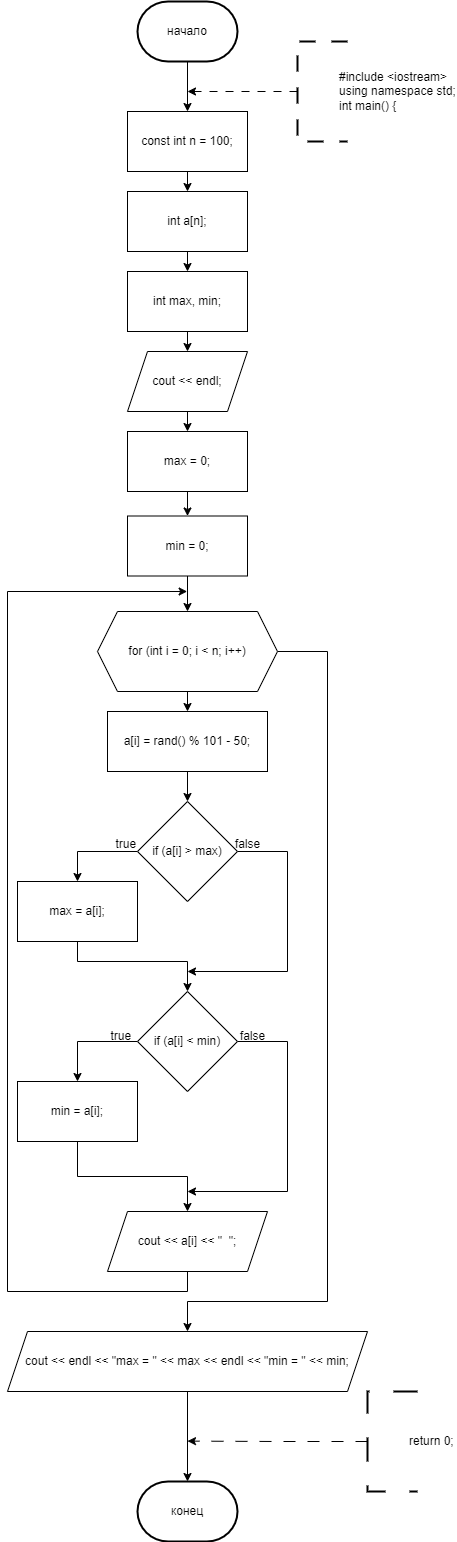 начало
#include <iostream>
using namespace std;
int main() {
const int n = 100;
int a[n];
int max, min;
cout << endl;
max = 0;
min = 0;
for (int i = 0; i < n; i++)
a[i] = rand() % 101 - 50;
true
if (a[i] > max)
false
max = a[i];
true
if (a[i] < min)
false
min = a[i];
cout << a[i] << "  ";
cout << endl << "max = " << max << endl << "min = " << min;
return 0;
конец